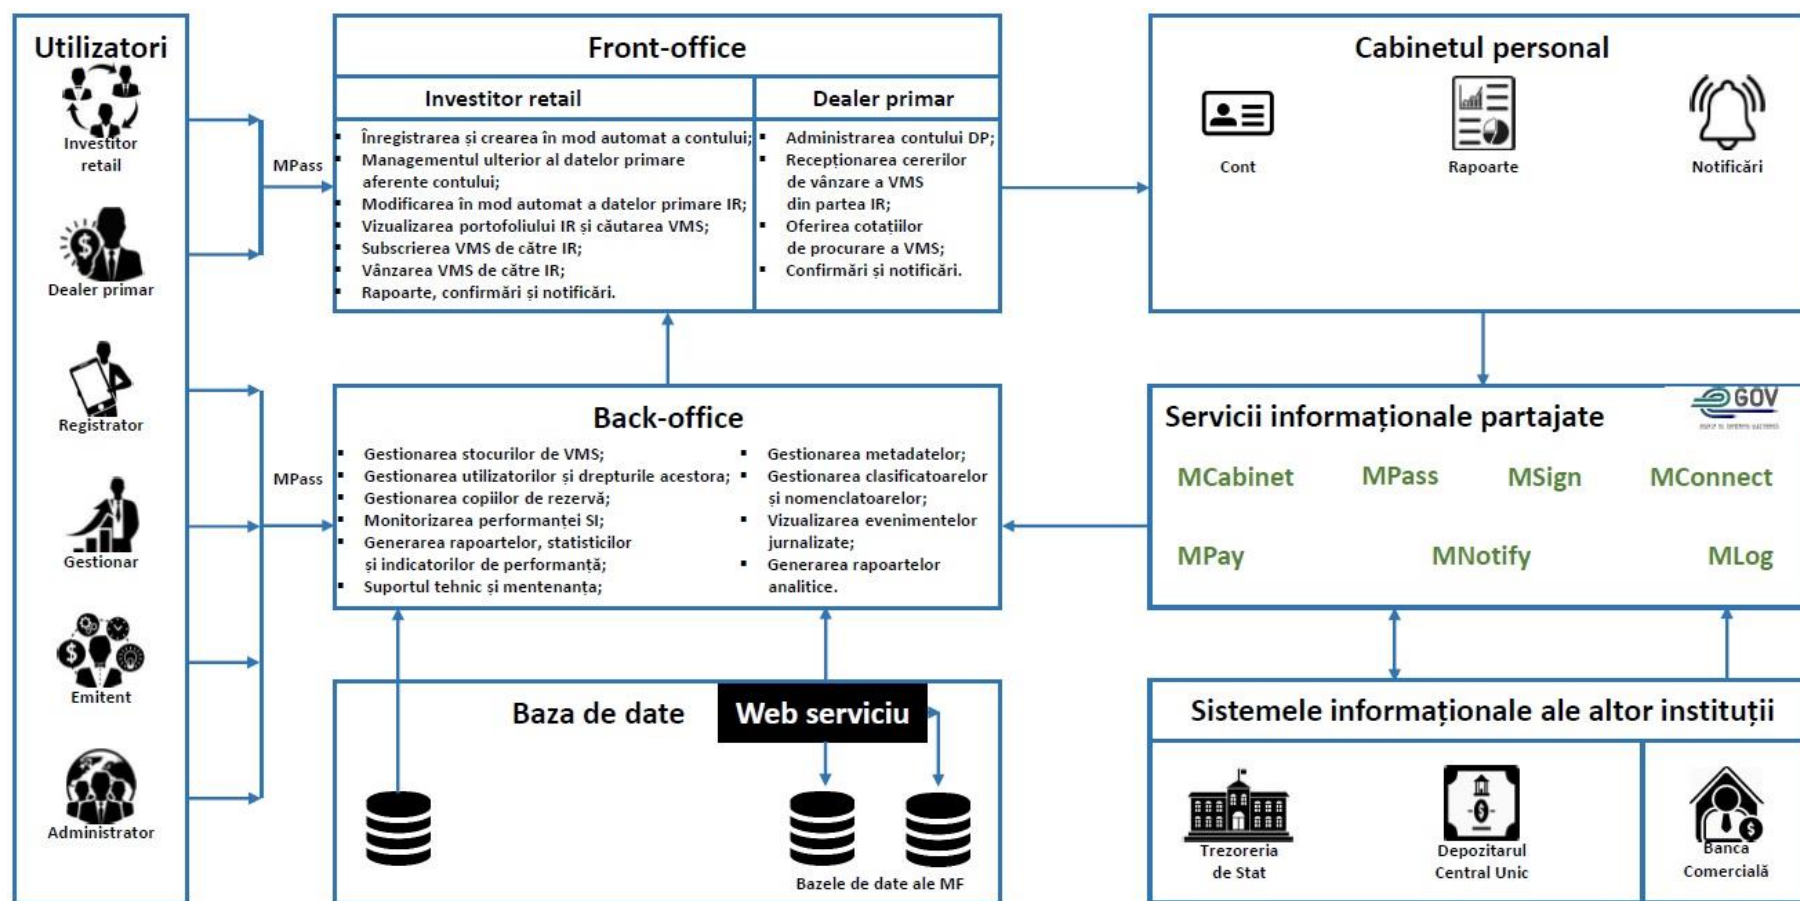 Utilizatori
Investitor
retail
Dealer primar
Registrator
Gestionar
Emitent
Administrator
MPass
MPass
Front-office
Investitor retail
▪ Înregistrarea și crearea în mod automat a contului;
▪ Managementul ulterior al datelor primare
aferente contului;
▪ Modificarea în mod automat a datelor primare IR;
▪ Vizualizarea portofoliului IR și căutarea VMS;
▪ Subscrierea VMS de către IR;
▪ Vânzarea VMS de către IR;
▪ Rapoarte, confirmări și notificări.
Dealer primar
▪ Administrarea contului DP;
▪ Recepționarea cererilor
de vânzare a VMS
din partea IR;
▪ Oferirea cotațiilor
de procurare a VMS;
▪ Confirmări și notificări.
Cabinetul personal
Cont
Rapoarte
Notificări
Back-office
▪ Gestionarea stocurilor de VMS;
▪ Gestionarea utilizatorilor și drepturile acestora;
▪ Gestionarea copiilor de rezervă;
▪ Monitorizarea performanței SI;
▪ Generarea rapoartelor, statisticilor
și indicatorilor de performanță;
▪ Suportul tehnic și mentenanța;
▪ Gestionarea metadatelor;
▪ Gestionarea clasificatoarelor
și nomenclatoarelor;
▪ Vizualizarea evenimentelor
jurnalizate;
▪ Generarea rapoartelor
analitice.
Servicii informaționale partajate
GOV
MCabinet MPass MSign MConnect
MPay MNotify MLog
Baza de date
Web serviciu
Bazele de date ale MF
Sistemele informaționale ale altor instituții
Trezoreria
de Stat
Depozitarul
Central Unic
Banca
Comercială